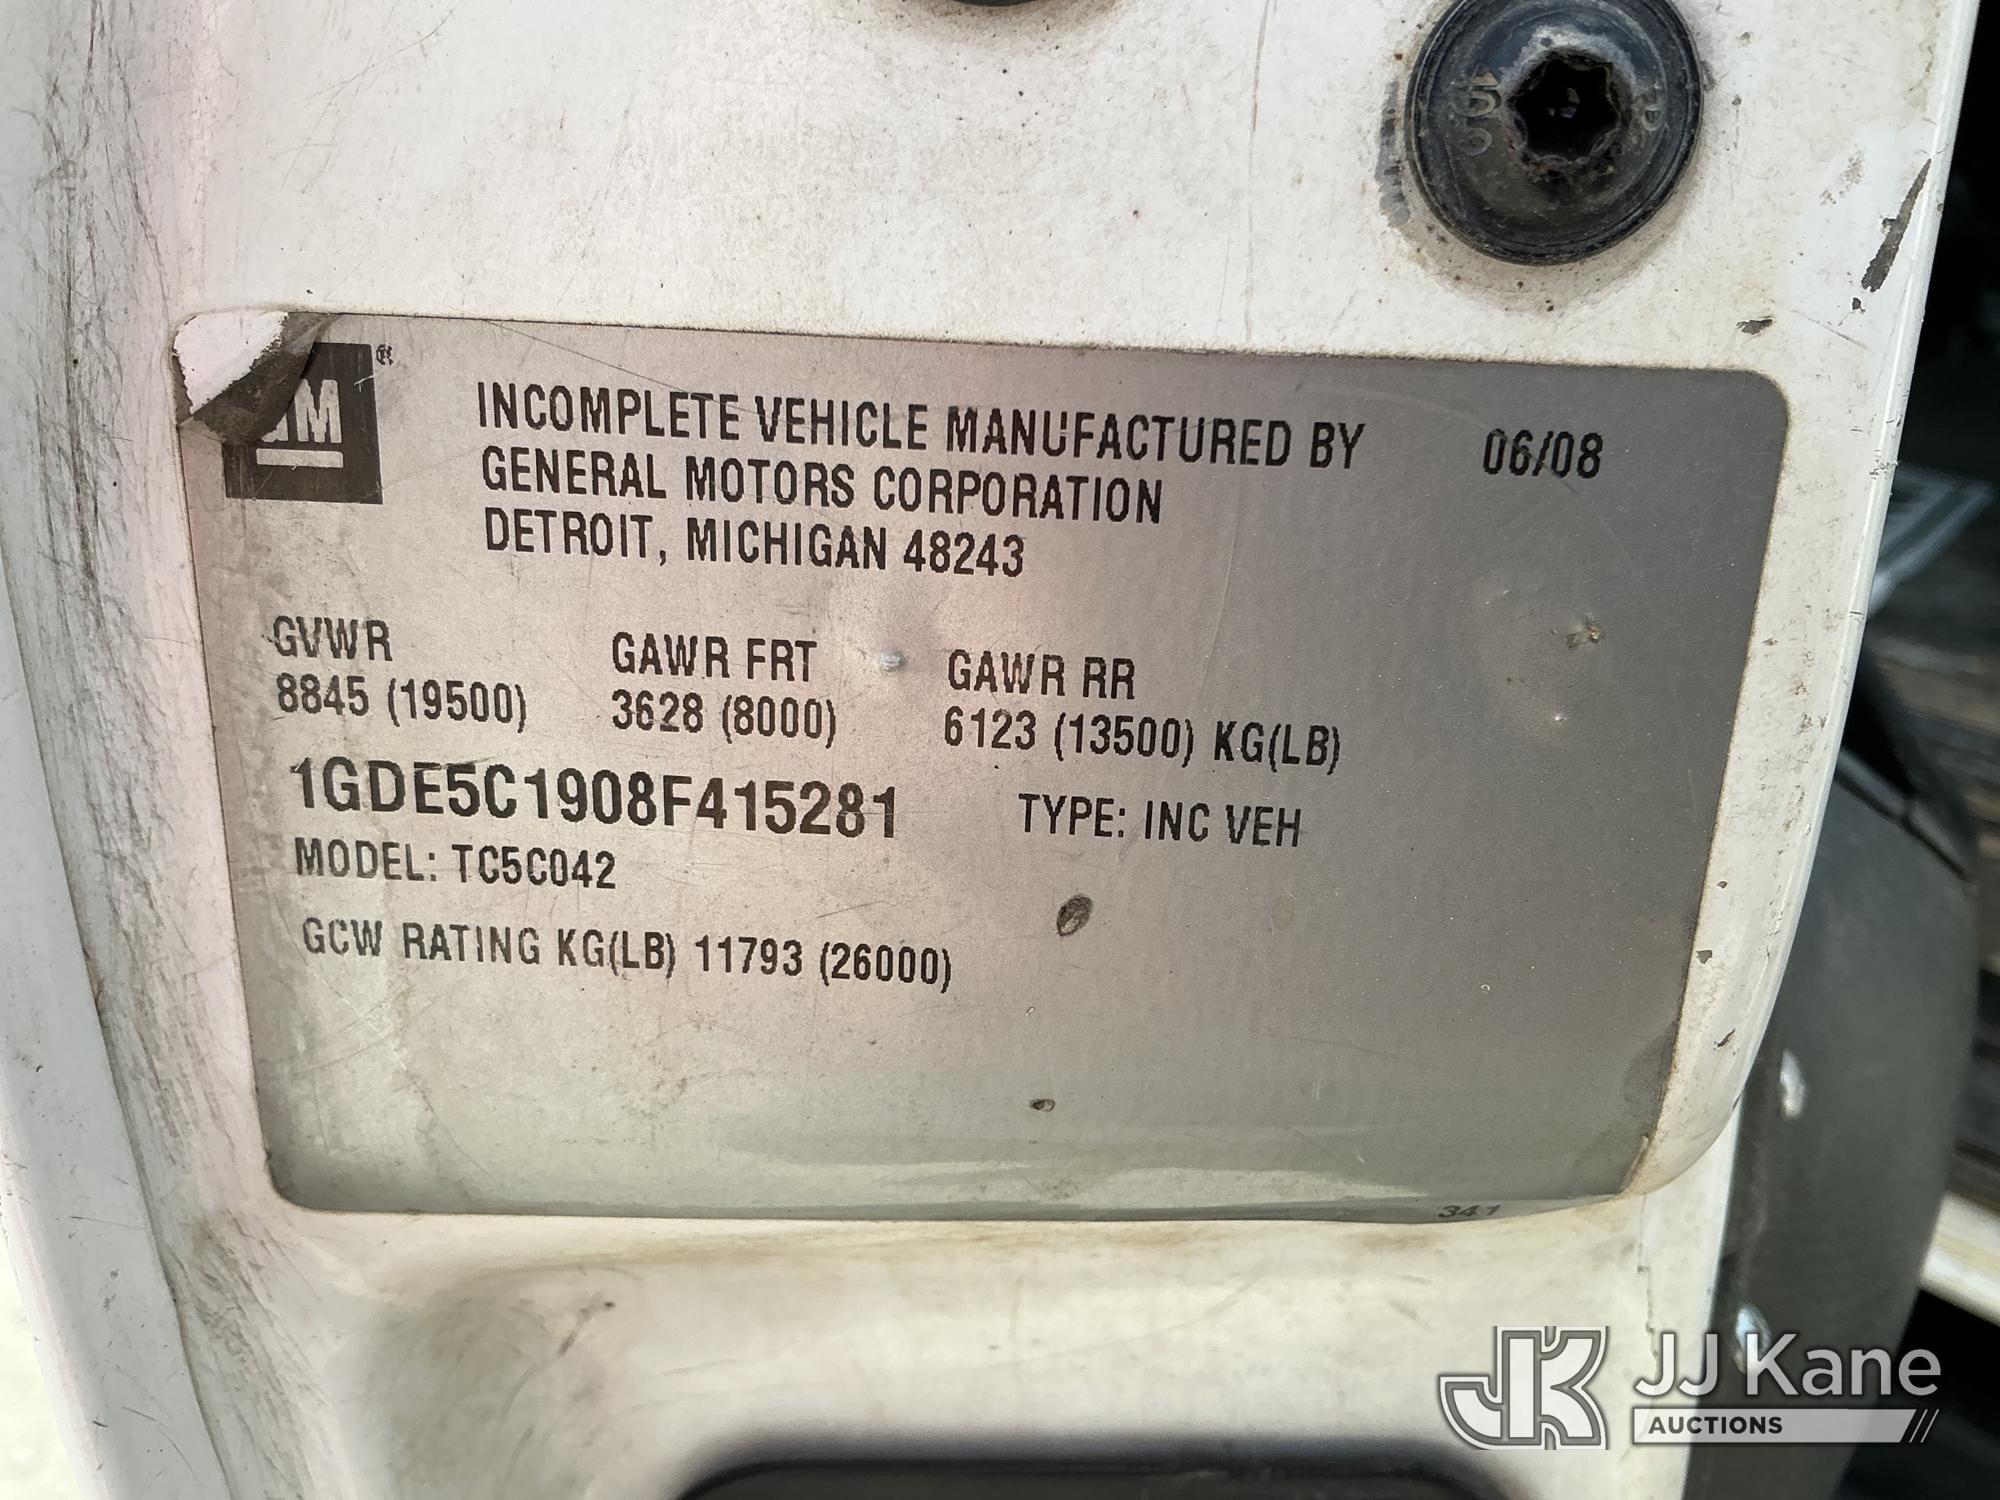 GM®
INCOMPLETE VEHICLE MANUFACTURED BY 06/08
GENERAL MOTORS CORPORATION
DETROIT, MICHIGAN 48243
GVWR GAWR FRT GAWR RR
8845 (19500) 3628 (8000) 6123 (13500) KG(LB)
1GDE5C1908F415281 TYPE: INC VEH
MODEL: TC5C042
GCW RATING KG(LB) 11793 (26000)
341
JK JJ Kane
AUCTIONS